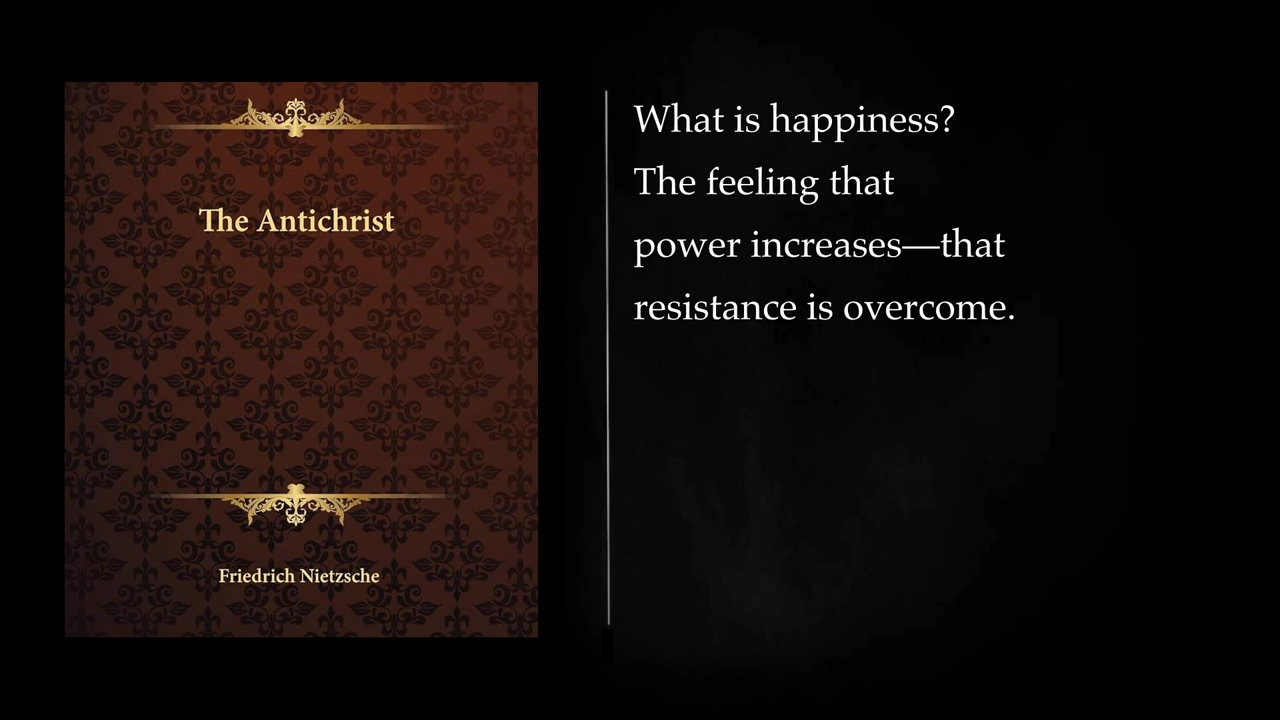 The Antichrist
Friedrich Nietzsche
What is happiness?
The feeling that
power increases—that
resistance is overcome.